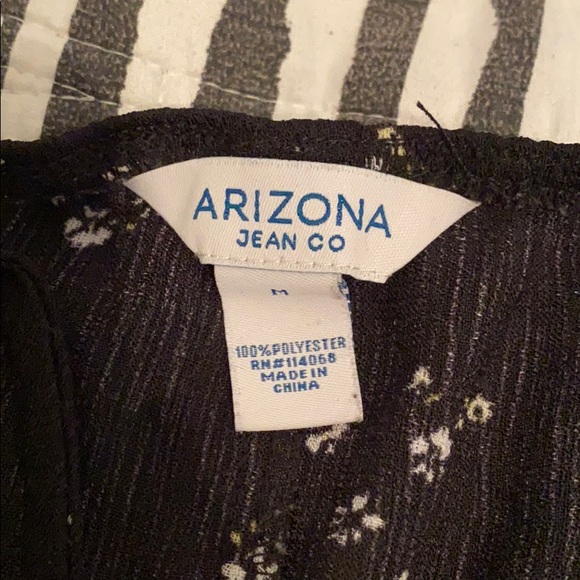 ARIZONA
JEAN CO
M
100%POLYESTER
RN#114068
MADE IN
CHINA